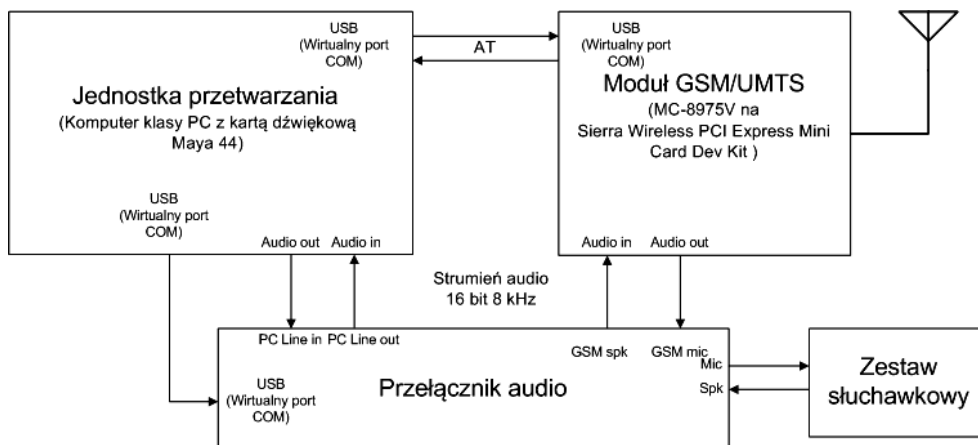 USB
(Wirtualny port
COM)
Jednostka przetwarzania
(Komputer klasy PC z kartą dźwiękową
Maya 44)
USB
(Wirtualny port
COM)
Audio out
Audio in
AT
USB
(Wirtualny port
COM)
Moduł GSM/UMTS
(MC-8975V na
Sierra Wireless PCI Express Mini
Card Dev Kit )
Audio in
Audio out
Strumień audio
16 bit 8 kHz
PC Line in
PC Line out
GSM spk
GSM mic
Mic
Spk
USB
(Wirtualny port
COM)
Przełącznik audio
Zestaw
słuchawkowy